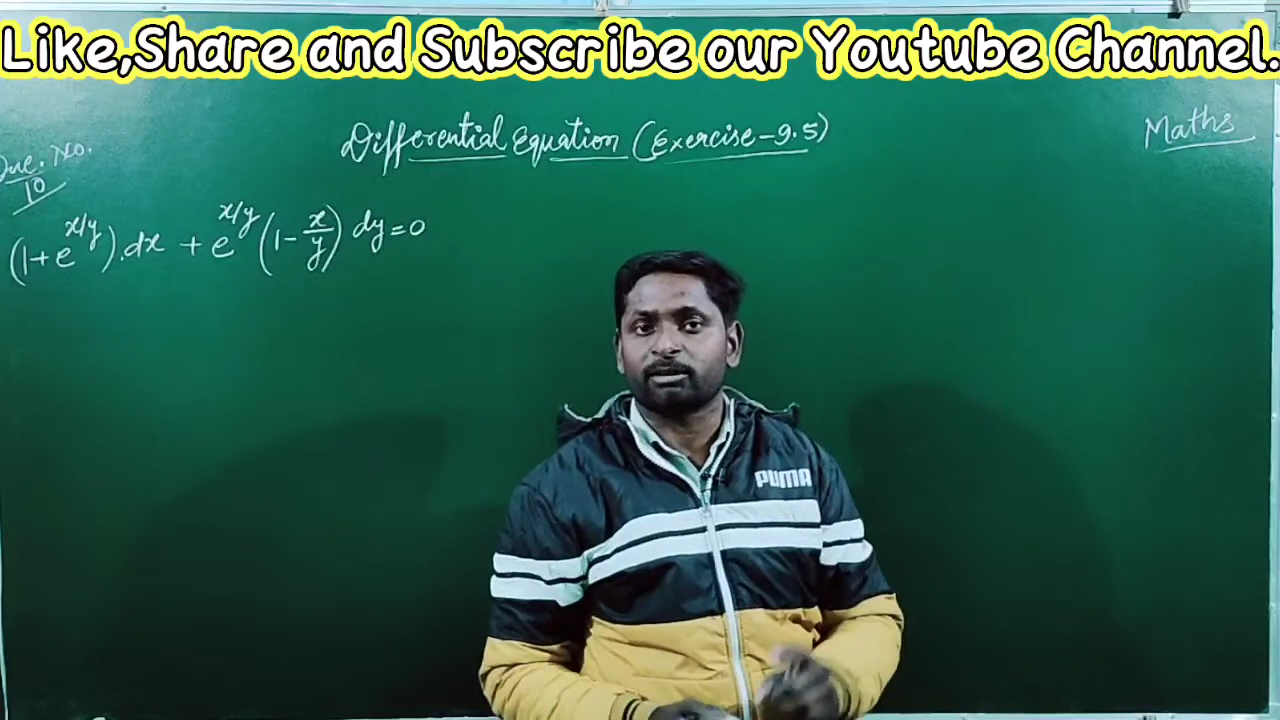 Like,Share and Subscribe our Youtube Channel.
Differential Equation (Exercise-9.5)
Maths
Que. No.
10
(1+e^{x/y}).dx + e^{x/y}(1-\frac{x}{y}) dy=0
PUMA